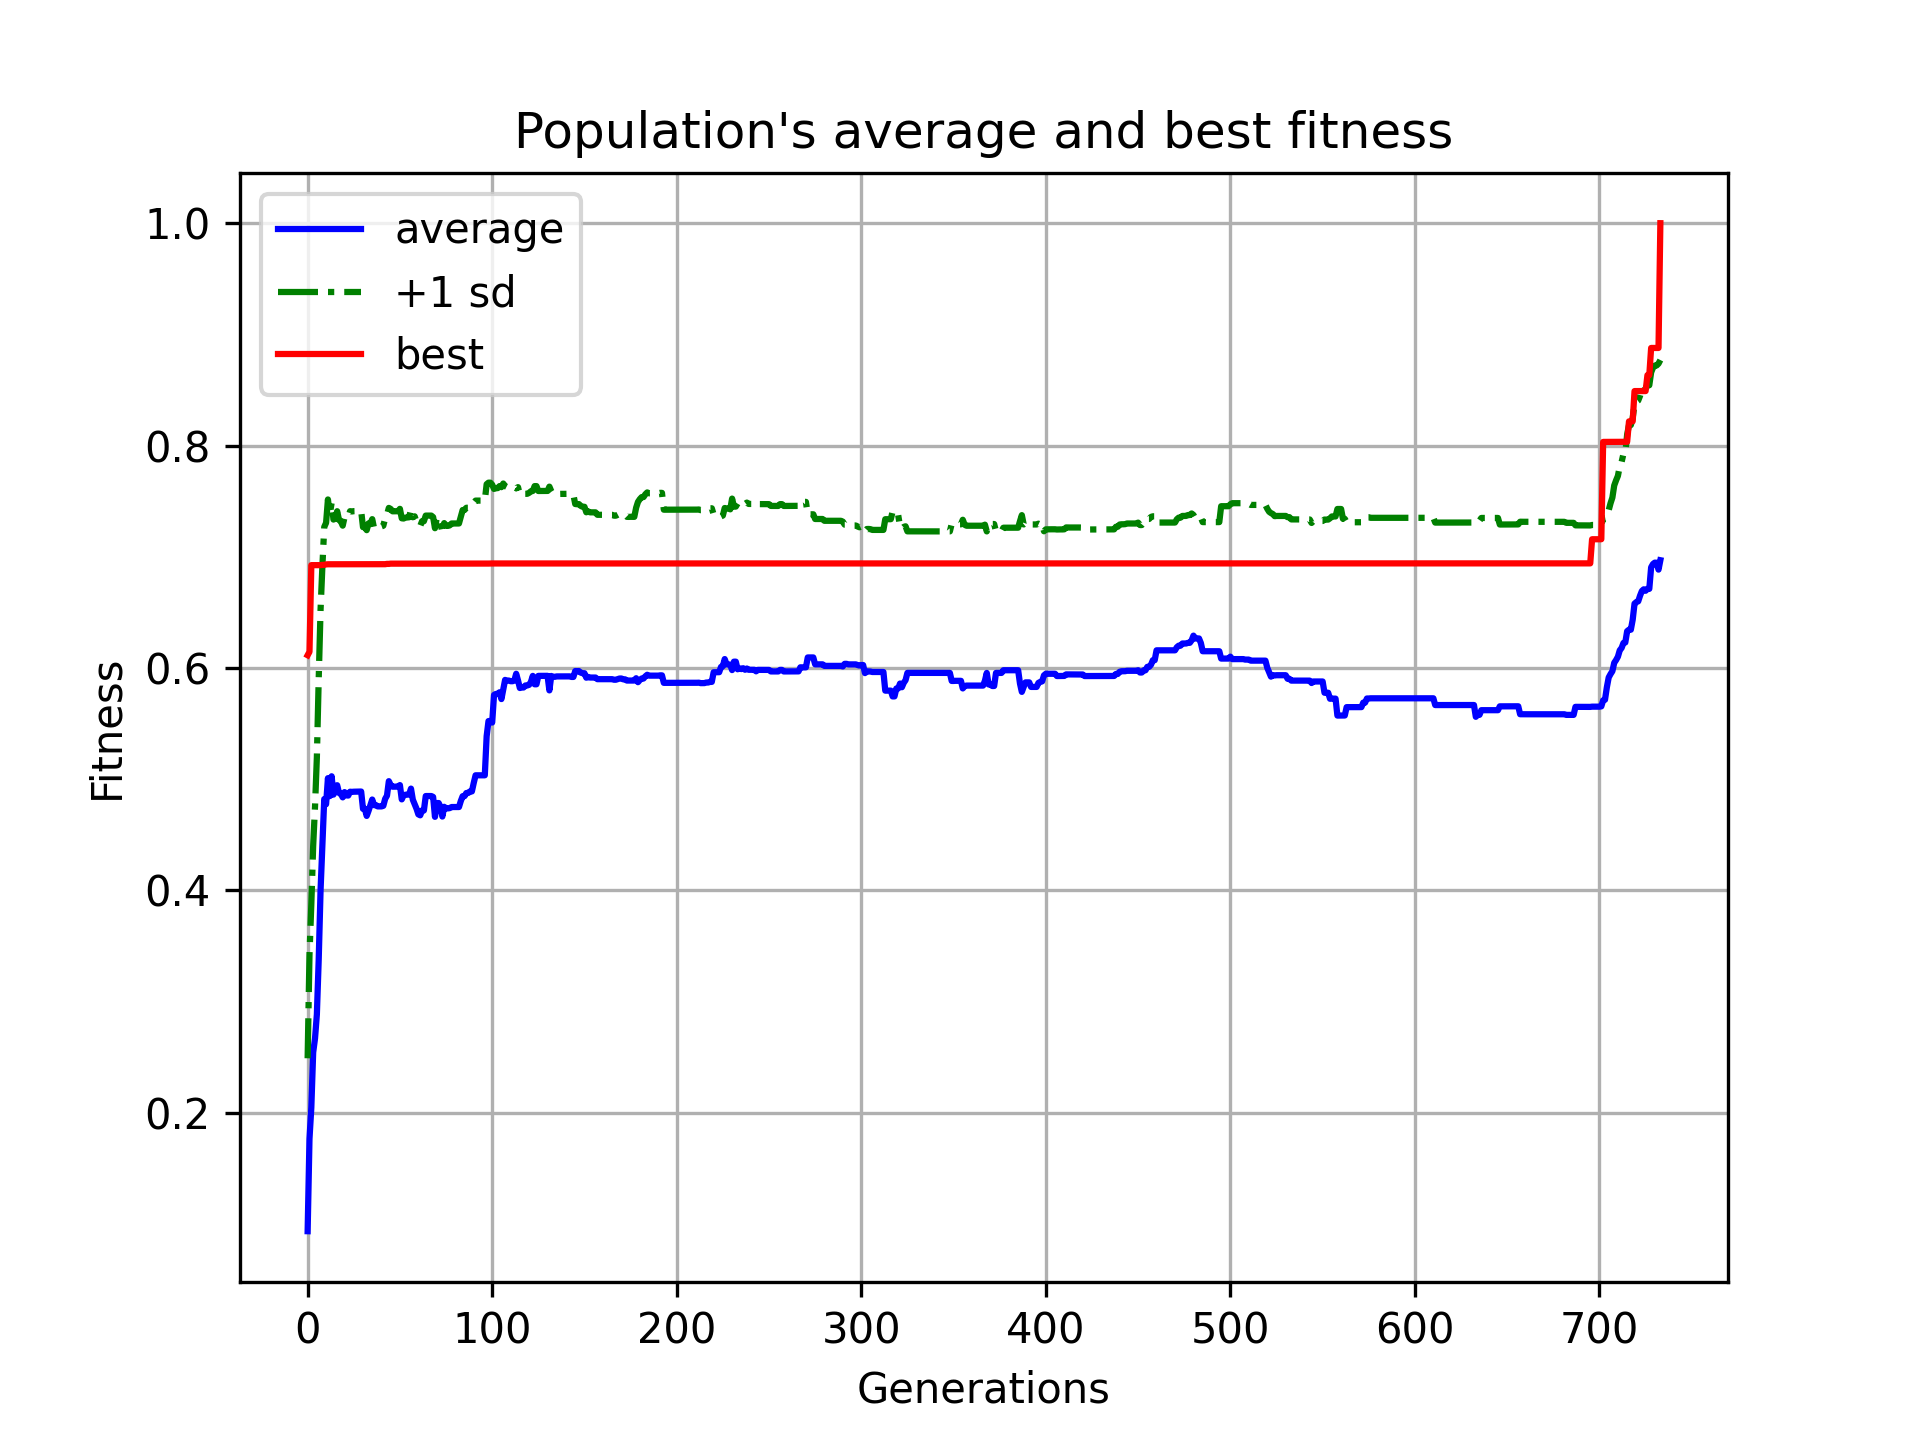 Population's average and best fitness
average
+1 sd
best
1.0
0.8
0.6
0.4
0.2
Fitness
0 100 200 300 400 500 600 700
Generations